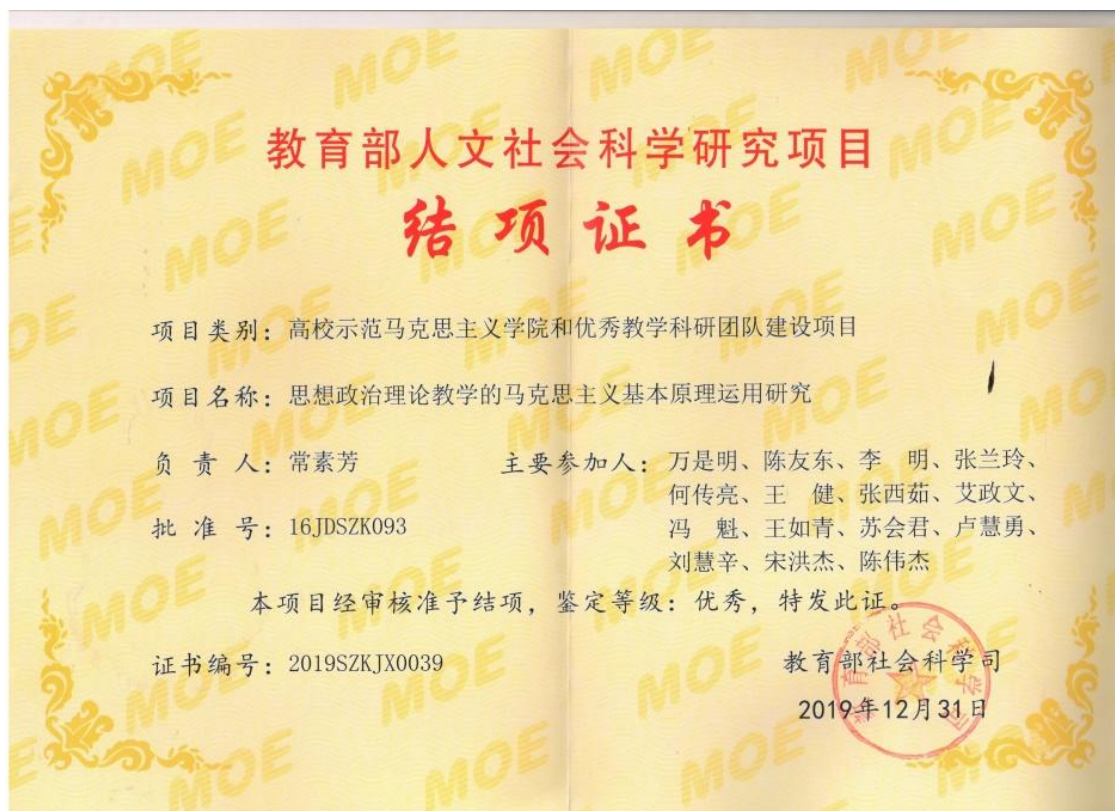 教育部人文社会科学研究项目
结项证书
项目类别：高校示范马克思主义学院和优秀教学科研团队建设项目
项目名称：思想政治理论教学的马克思主义基本原理运用研究
负责人：常素芳 主要参加人：万是明、陈友东、李 明、张兰玲、
何传亮、王 健、张西茹、艾政文、
批准号：16JDSZK093 冯 魁、王如青、苏会君、卢慧勇、
刘慧辛、宋洪杰、陈伟杰
本项目经审核准予结项，鉴定等级：优秀，特发此证。
证书编号：2019SZKJX0039 教育部社会科学司
2019年12月31日
教育部社会科学司
MOE